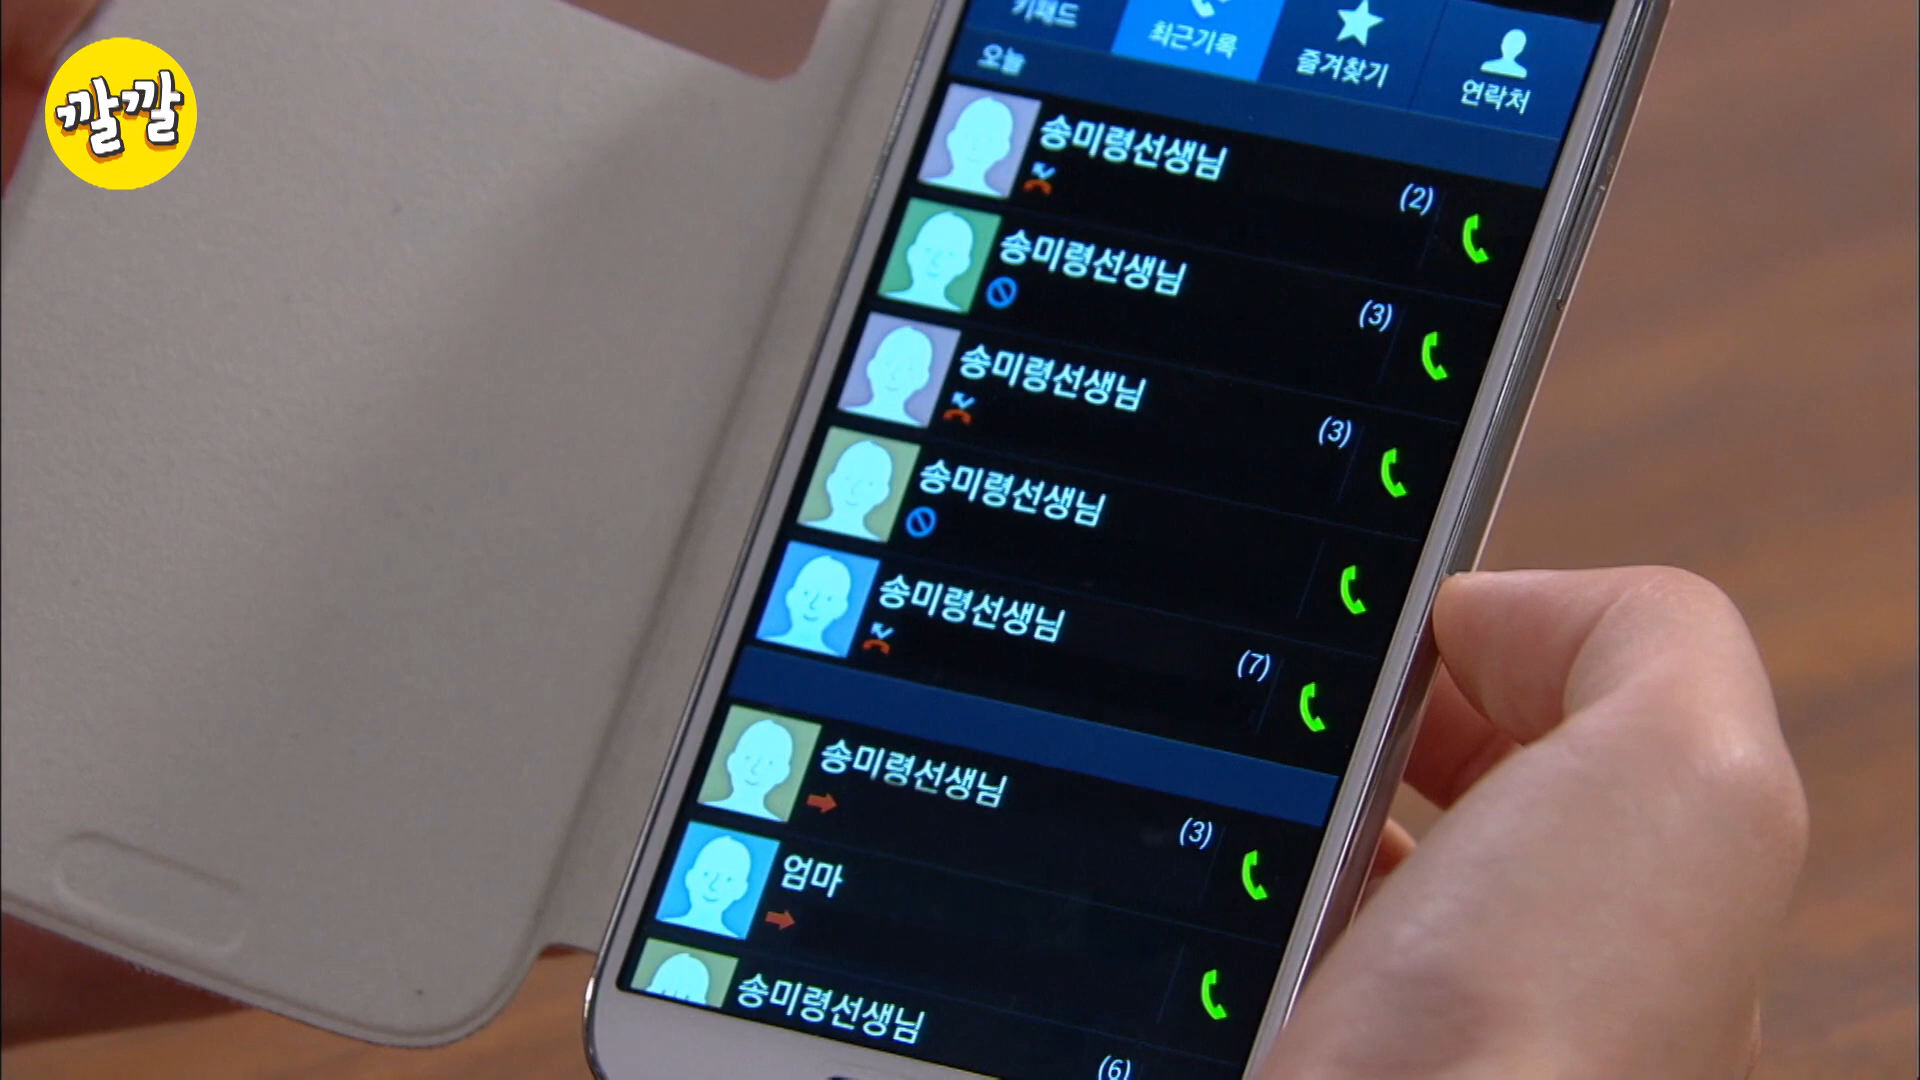 깔깔
키패드
최근기록
즐겨찾기
연락처
오늘
송미령선생님
(2)
송미령선생님
(3)
송미령선생님
(3)
송미령선생님
송미령선생님
(7)
송미령선생님
(3)
엄마
송미령선생님
(6)